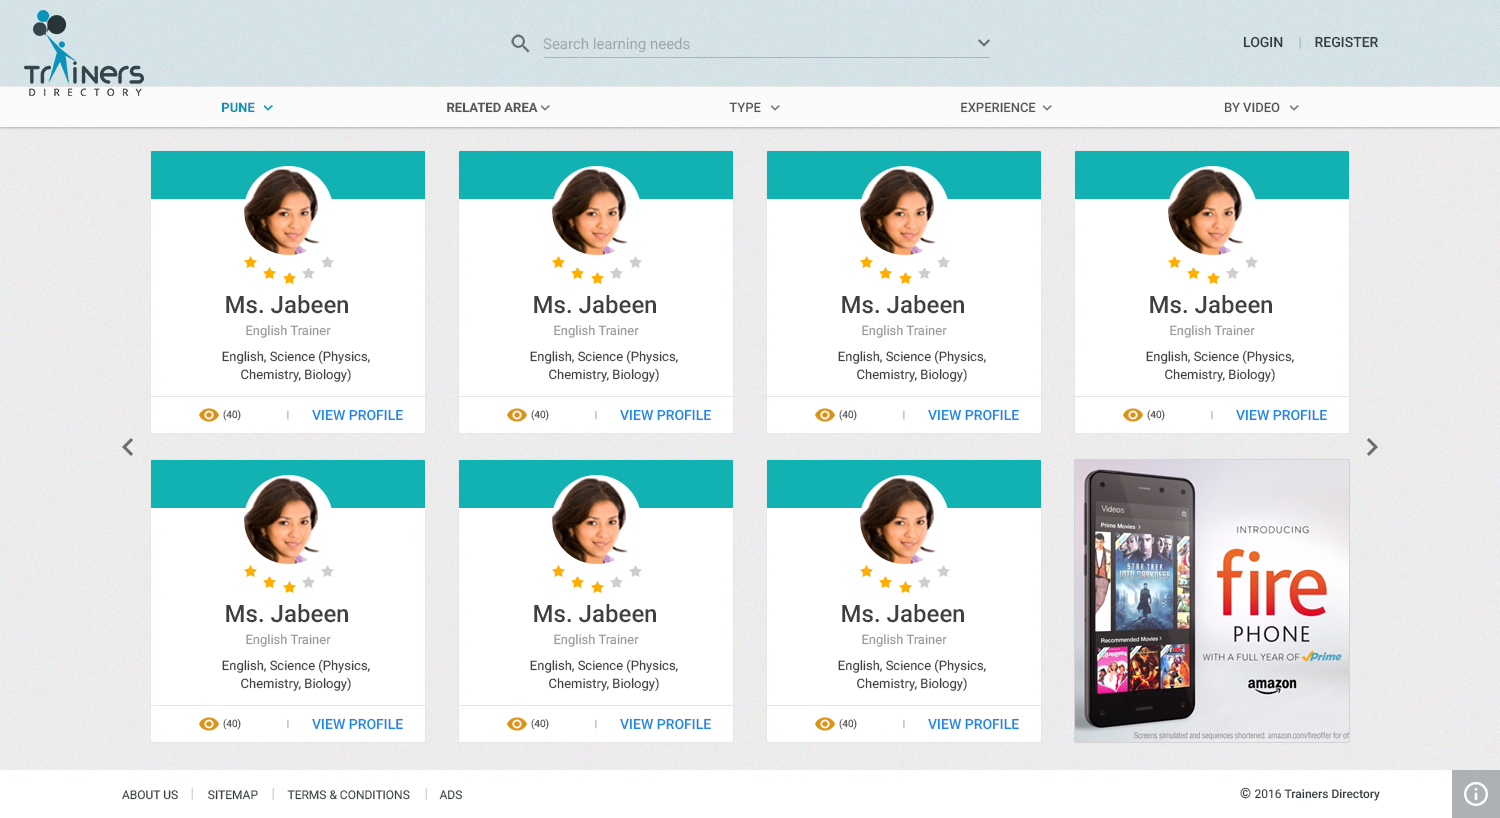 TrAiNers
DIRECTORY
Search learning needs
LOGIN | REGISTER
PUNE
RELATED AREA
TYPE
EXPERIENCE
BY VIDEO
Ms. Jabeen
English Trainer
English, Science (Physics,
Chemistry, Biology)
(40) | VIEW PROFILE
Ms. Jabeen
English Trainer
English, Science (Physics,
Chemistry, Biology)
(40) | VIEW PROFILE
Ms. Jabeen
English Trainer
English, Science (Physics,
Chemistry, Biology)
(40) | VIEW PROFILE
Ms. Jabeen
English Trainer
English, Science (Physics,
Chemistry, Biology)
(40) | VIEW PROFILE
Ms. Jabeen
English Trainer
English, Science (Physics,
Chemistry, Biology)
(40) | VIEW PROFILE
Ms. Jabeen
English Trainer
English, Science (Physics,
Chemistry, Biology)
(40) | VIEW PROFILE
Ms. Jabeen
English Trainer
English, Science (Physics,
Chemistry, Biology)
(40) | VIEW PROFILE
Videos
Prime Movies
STAR TREK
INTO DARKNESS
Recommended Movies
INTRODUCING
fire
PHONE
WITH A FULL YEAR OF Prime
amazon
Screens simulated and sequences shortened. amazon.com/fireoffer for of
ABOUT US | SITEMAP | TERMS & CONDITIONS | ADS
© 2016 Trainers Directory